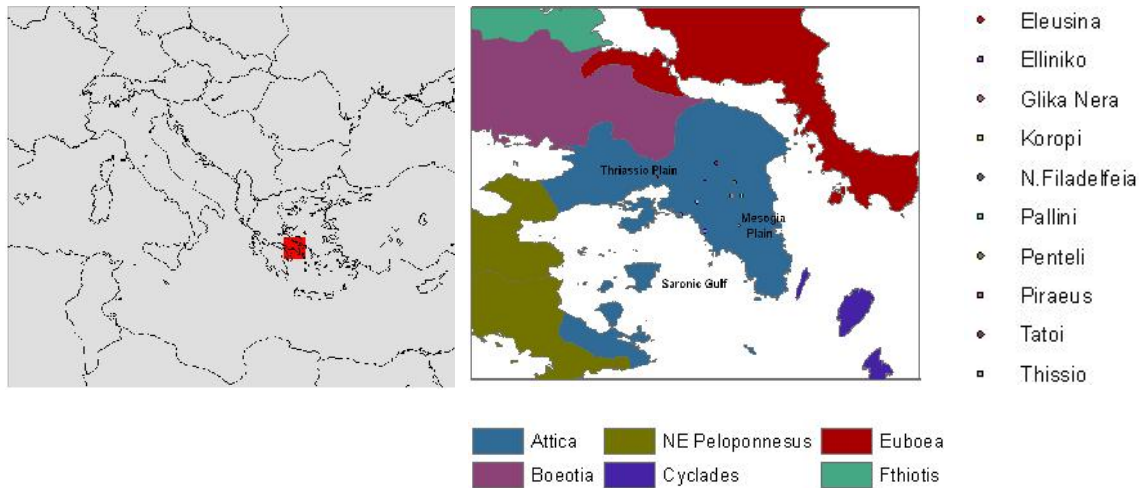 Thriassio Plain
Mesogia
Plain
Saronic Gulf
Eleusina
Elliniko
Glika Nera
Koropi
N.Filadelfeia
Pallini
Penteli
Piraeus
Tatoi
Thissio
Attica
NE Peloponnesus
Euboea
Boeotia
Cyclades
Fthiotis